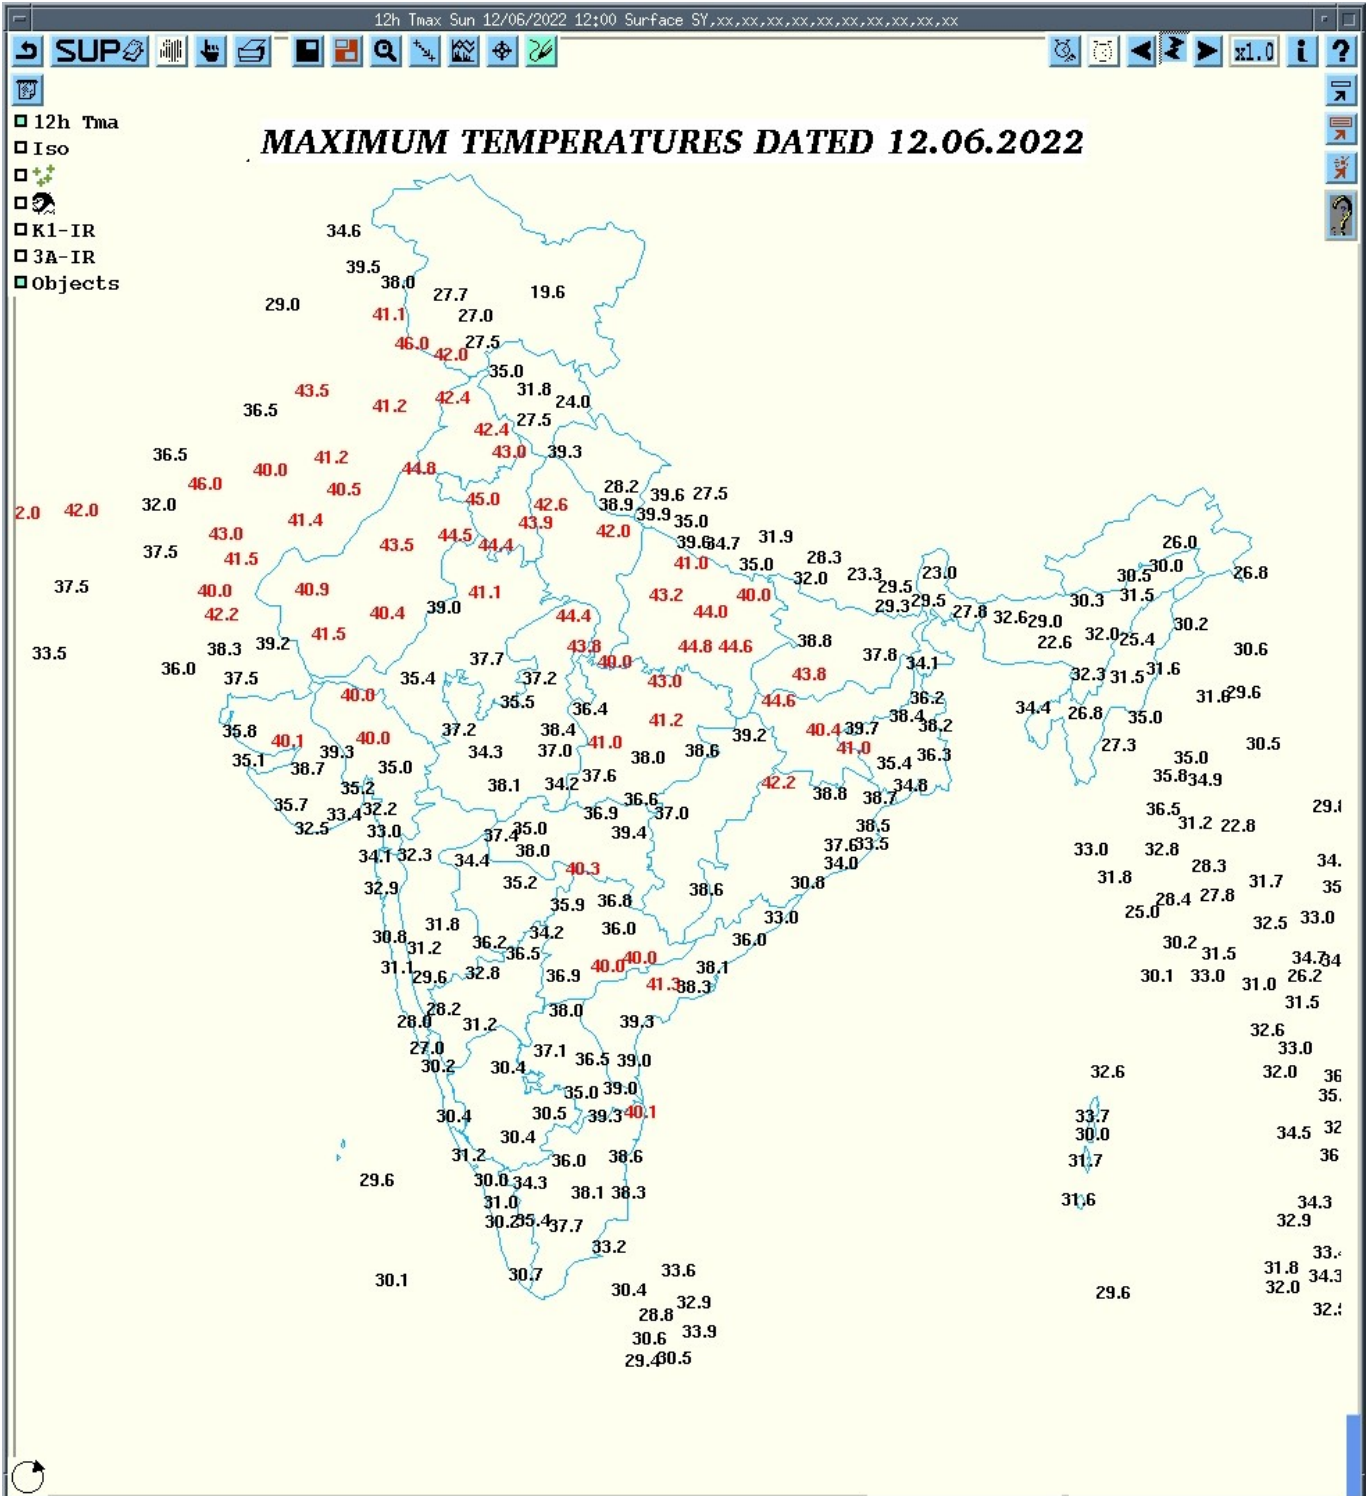 12h Tmax Sun 12/06/2022 12:00 Surface SY,xx,xx,xx,xx,xx,xx,xx,xx,xx,xx
SUP x1.0 i ?
12h Tma
Iso
K1-IR
3A-IR
Objects
MAXIMUM TEMPERATURES DATED 12.06.2022
34.6
39.5
38.0
27.7 19.6
29.0
41.1 27.0
46.0 42.0 27.5
35.0
43.5 31.8
36.5 41.2 42.4 24.0
27.5
42.4
36.5 41.2 43.0 39.3
40.0 44.8
46.0 40.5 28.2 39.6 27.5
32.0 45.0 42.6 38.9
2.0 42.0 41.4 43.9 39.9 35.0
43.0 44.5 42.0 31.9
37.5 43.5 44.4 39.6 34.7 26.0
41.5 41.0 35.0 28.3 30.0
37.5 40.0 40.9 41.1 32.0 23.3 23.0 30.5 26.8
29.5
42.2 40.4 39.0 43.2 40.0 29.3 29.5 30.3 31.5
44.4 44.0 27.8 32.6 29.0 30.2
33.5 38.3 39.2 41.5 43.8 44.8 44.6 38.8 22.6 32.0 25.4 30.6
36.0 37.7 40.0 37.8 34.1
37.5 35.4 37.2 43.0 43.8 32.3 31.5 31.6
40.0 35.5 36.4 44.6 36.2 34.4 26.8 31.6 29.6
35.8 37.2 38.4 41.2 40.4 39.7 38.4 38.2 35.0
40.1 40.0 34.3 37.0 41.0 39.2 41.0 27.3 30.5
35.1 38.7 39.3 35.0 38.0 38.6 35.4 36.3 35.0
35.2 38.1 34.2 37.6 42.2 34.8 35.8 34.9
35.7 33.4 32.2 36.6 38.8 38.7 36.5 29.8
32.5 33.0 37.4 35.0 36.9 37.0 38.5 31.2 22.8
39.4
34.1 32.3 34.4 38.0 37.6 33.5 33.0 32.8 34.
40.3 34.0 28.3
32.9 35.2 38.6 30.8 31.8 27.8 31.7 35
35.9 36.8 28.4
31.8 33.0 25.0 32.5 33.0
30.8 31.2 36.2 34.2 36.0 36.0 30.2
36.5 40.0 31.5 34.7 34
31.1 29.6 32.8 36.9 40.0 38.1 30.1 33.0 26.2
41.3 38.3 31.0
28.2 38.0 31.5
28.0 31.2 39.3 32.6
27.0 37.1 33.0
30.2 30.4 36.5 39.0 32.6 32.0 36
35.0 39.0 35.
30.4 30.5 39.3 40.1 33.7
30.4 30.0 34.5 32
31.2 36.0 38.6 31.7 36
29.6 30.0 34.3 38.1 38.3
31.0 31.6 34.3
30.2 35.4 37.7 32.9
33.2 33.
30.1 30.7 33.6 31.8 34.3
30.4 29.6 32.0
28.8 32.9 32.
30.6 33.9
29.4 30.5